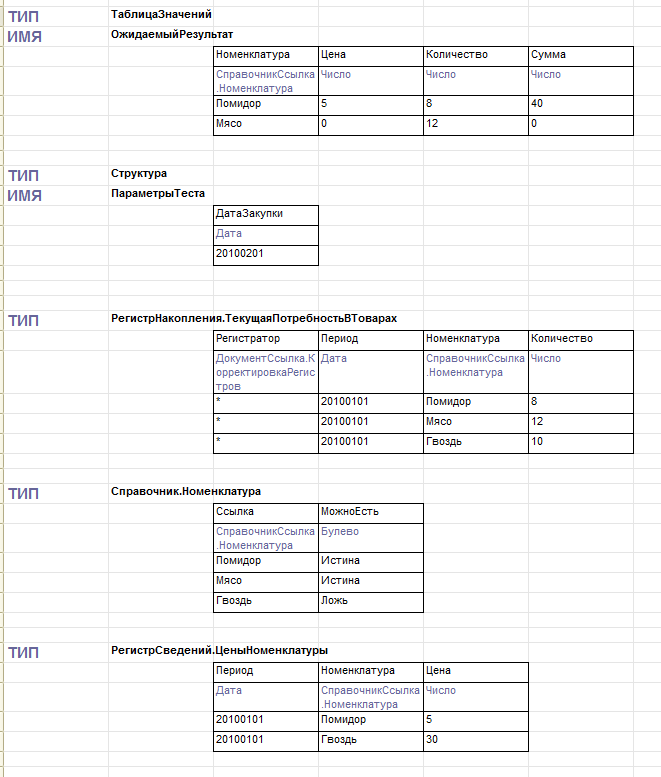 ТИП ТаблицаЗначений
ИМЯ ОжидаемыйРезультат
Номенклатура Цена Количество Сумма
СправочникСсылка Число Число Число
.Номенклатура
Помидор 5 8 40
Мясо 0 12 0
ТИП Структура
ИМЯ ПараметрыТеста
ДатаЗакупки
Дата
20100201
ТИП РегистрНакопления.ТекущаяПотребностьВТоварах
Регистратор Период Номенклатура Количество
ДокументСсылка.К Дата СправочникСсылка Число
орректировкаРегис .Номенклатура
тров
* 20100101 Помидор 8
* 20100101 Мясо 12
* 20100101 Гвоздь 10
ТИП Справочник.Номенклатура
Ссылка МожноЕсть
СправочникСсылка Булево
.Номенклатура
Помидор Истина
Мясо Истина
Гвоздь Ложь
ТИП РегистрСведений.ЦеныНоменклатуры
Период Номенклатура Цена
Дата СправочникСсылка Число
.Номенклатура
20100101 Помидор 5
20100101 Гвоздь 30